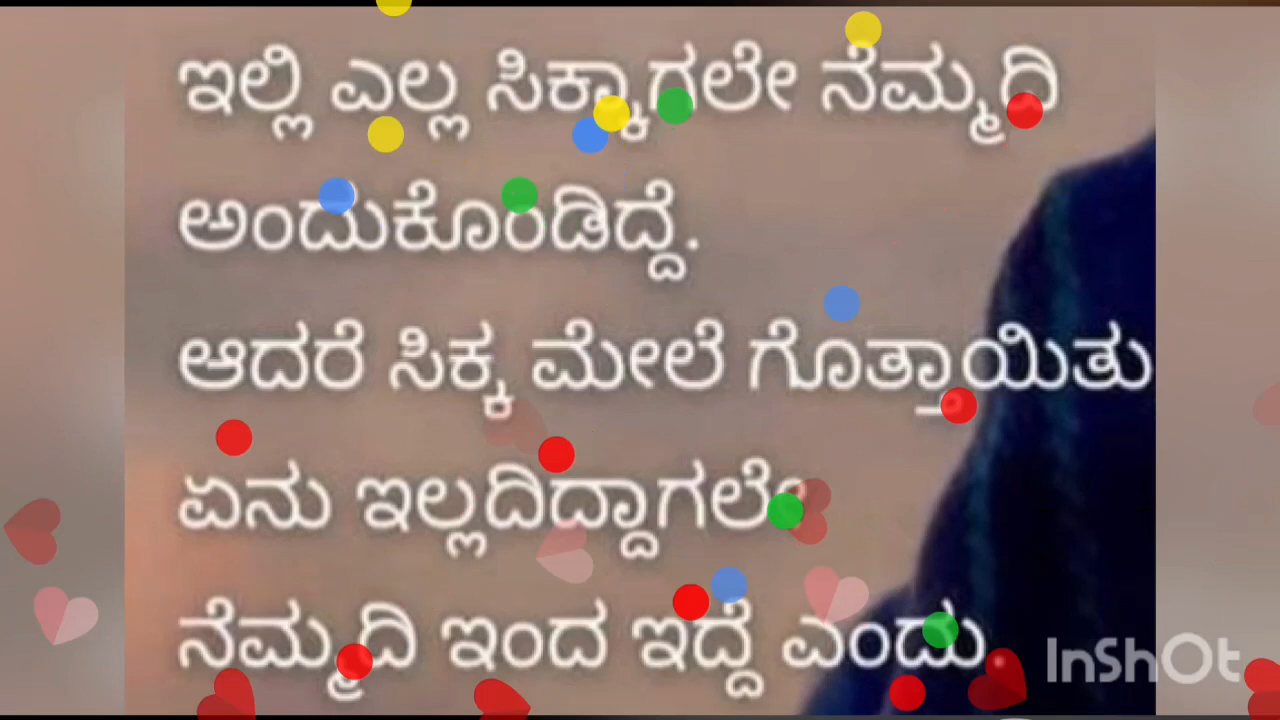 ಇಲ್ಲಿ ಎಲ್ಲ ಸಿಕ್ಕಾಗಲೇ ನೆಮ್ಮದಿ
ಅಂದುಕೊಂಡಿದ್ದೆ.
ಆದರೆ ಸಿಕ್ಕ ಮೇಲೆ ಗೊತ್ತಾಯಿತು
ಏನು ಇಲ್ಲದಿದ್ದಾಗಲೇ
ನೆಮ್ಮದಿ ಇಂದ ಇದ್ದೆ ಎಂದು.
InShOt